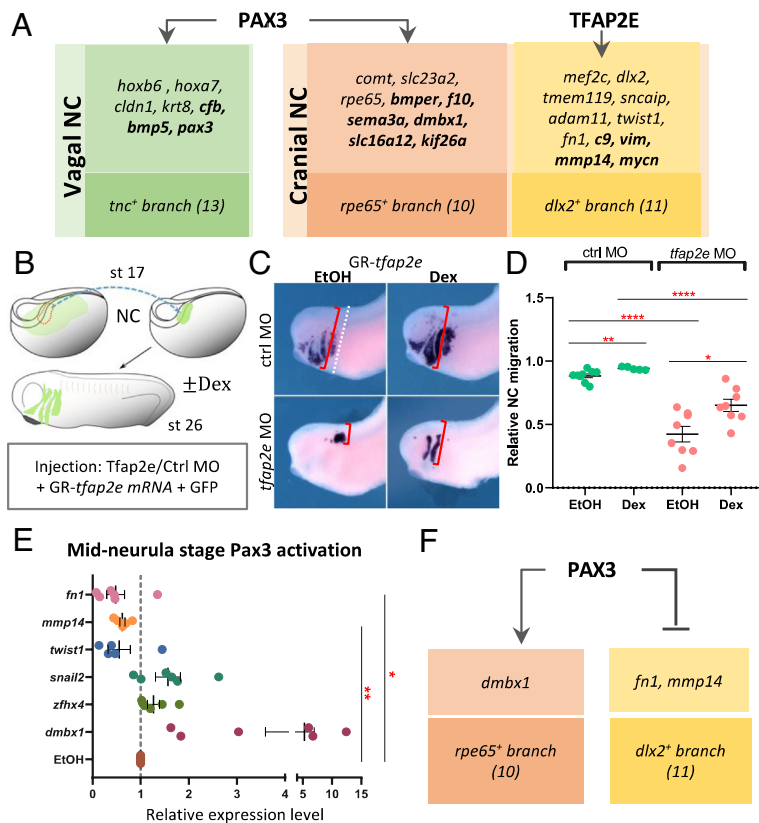 A
PAX3
TFAP2E
Vagal NC
hoxb6 , hoxa7,
cldn1, krt8, cfb,
bmp5, pax3
tnc⁺ branch (13)
Cranial NC
comt, slc23a2,
rpe65, bmper, f10,
sema3a, dmbx1,
slc16a12, kif26a
rpe65⁺ branch (10)
mef2c, dlx2,
tmem119, sncaip,
adam11, twist1,
fn1, c9, vim,
mmp14, mycn
dlx2⁺ branch (11)
B
st 17
NC
±Dex
st 26
Injection: Tfap2e/Ctrl MO
+ GR-tfap2e mRNA + GFP
C
GR-tfap2e
EtOH
Dex
ctrl MO
tfap2e MO
D
ctrl MO
tfap2e MO
Relative NC migration
1.5
1.0
0.5
0.0
****
****
**
*
EtOH
Dex
EtOH
Dex
E
Mid-neurula stage Pax3 activation
fn1
mmp14
twist1
snail2
zfhx4
dmbx1
EtOH
**
*
0
1
2
3
4
5
10
15
Relative expression level
F
PAX3
dmbx1
rpe65⁺ branch
(10)
fn1, mmp14
dlx2⁺ branch
(11)